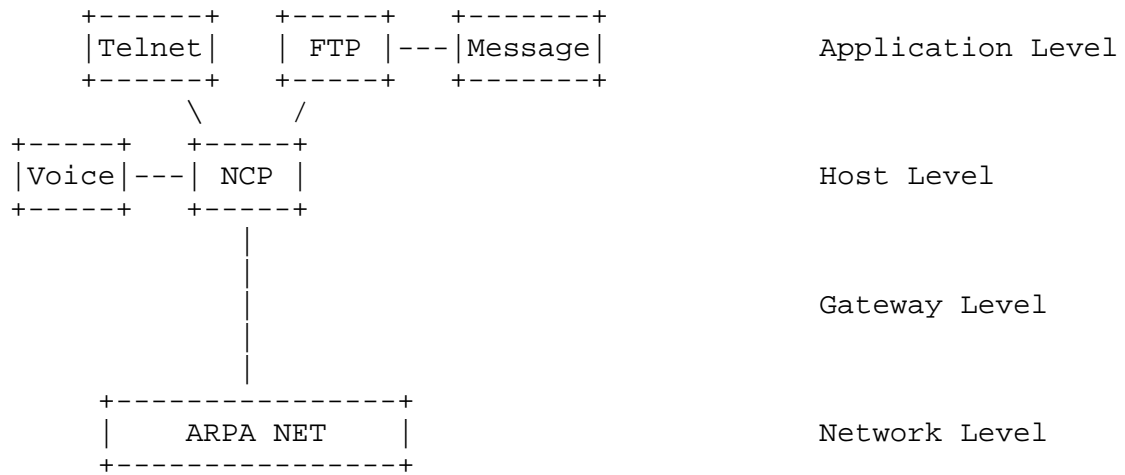 Telnet FTP Message Application Level
Voice NCP Host Level
Gateway Level
ARPA NET Network Level